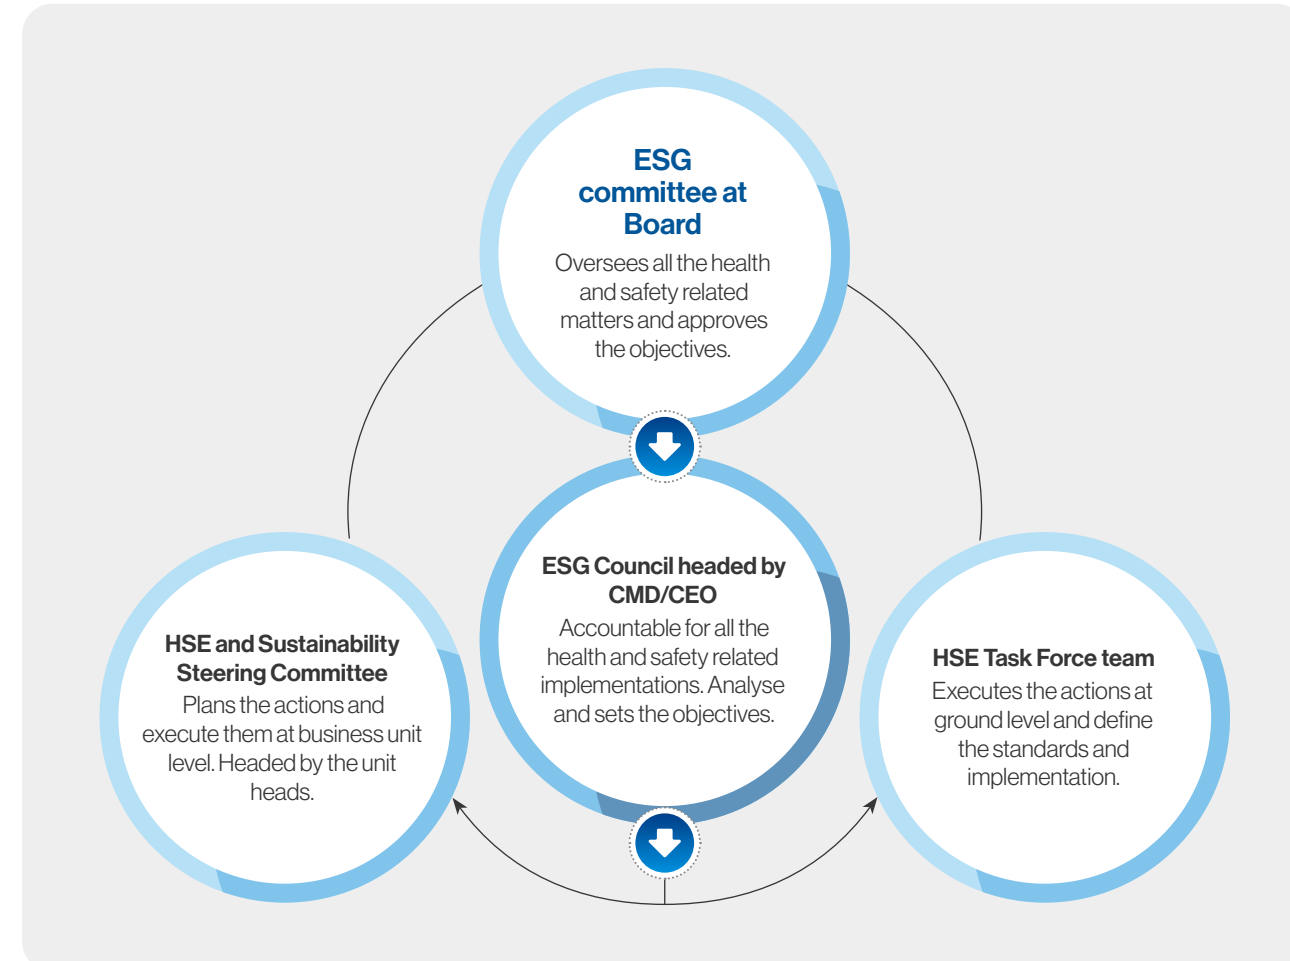 ESG
committee at
Board
Oversees all the health
and safety related
matters and approves
the objectives.
ESG Council headed by
CMD/CEO
Accountable for all the
health and safety related
implementations. Analyse
and sets the objectives.
HSE and Sustainability
Steering Committee
Plans the actions and
execute them at business unit
level. Headed by the unit
heads.
HSE Task Force team
Executes the actions at
ground level and define
the standards and
implementation.